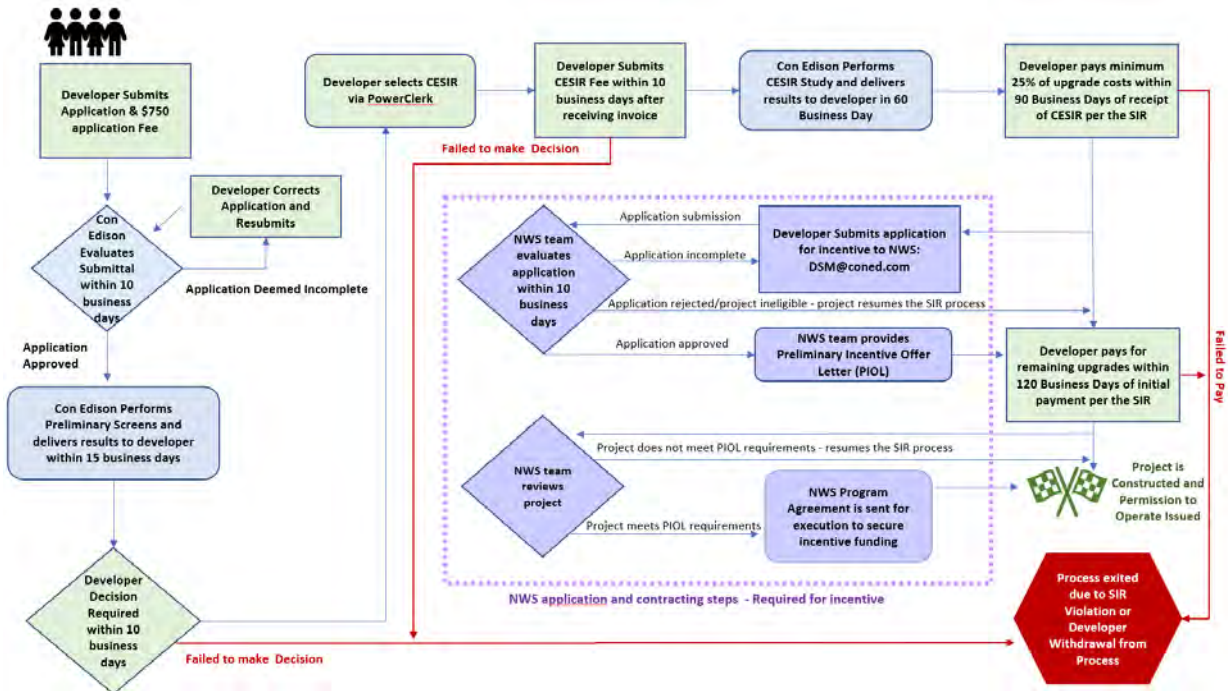 Developer Submits
Application & $750
application Fee
Developer selects CESIR
via PowerClerk
Developer Submits
CESIR Fee within 10
business days after
receiving invoice
Con Edison Performs
CESIR Study and delivers
results to developer in 60
Business Day
Developer pays minimum
25% of upgrade costs within
90 Business Days of receipt
of CESIR per the SIR
Failed to make Decision
Developer Corrects
Application and
Resubmits
Con
Edison
Evaluates
Submittal
within 10
business
days
Application Deemed Incomplete
Application
Approved
NWS team
evaluates
application
within 10
business
days
Application submission
Application incomplete
Developer Submits application
for incentive to NWS:
DSM@coned.com
Application rejected/project ineligible - project resumes the SIR process
Application approved
NWS team provides
Preliminary Incentive Offer
Letter (PIOL)
Developer pays for
remaining upgrades within
120 Business Days of initial
payment per the SIR
Failed to Pay
Con Edison Performs
Preliminary Screens and
delivers results to developer
within 15 business days
Project does not meet PIOL requirements - resumes the SIR process
NWS team
reviews
project
Project meets PIOL requirements
NWS Program
Agreement is sent for
execution to secure
incentive funding
Project is
Constructed and
Permission to
Operate Issued
NWS application and contracting steps - Required for incentive
Developer
Decision
Required
within 10
business
days
Failed to make Decision
Process exited
due to SIR
Violation or
Developer
Withdrawal from
Process